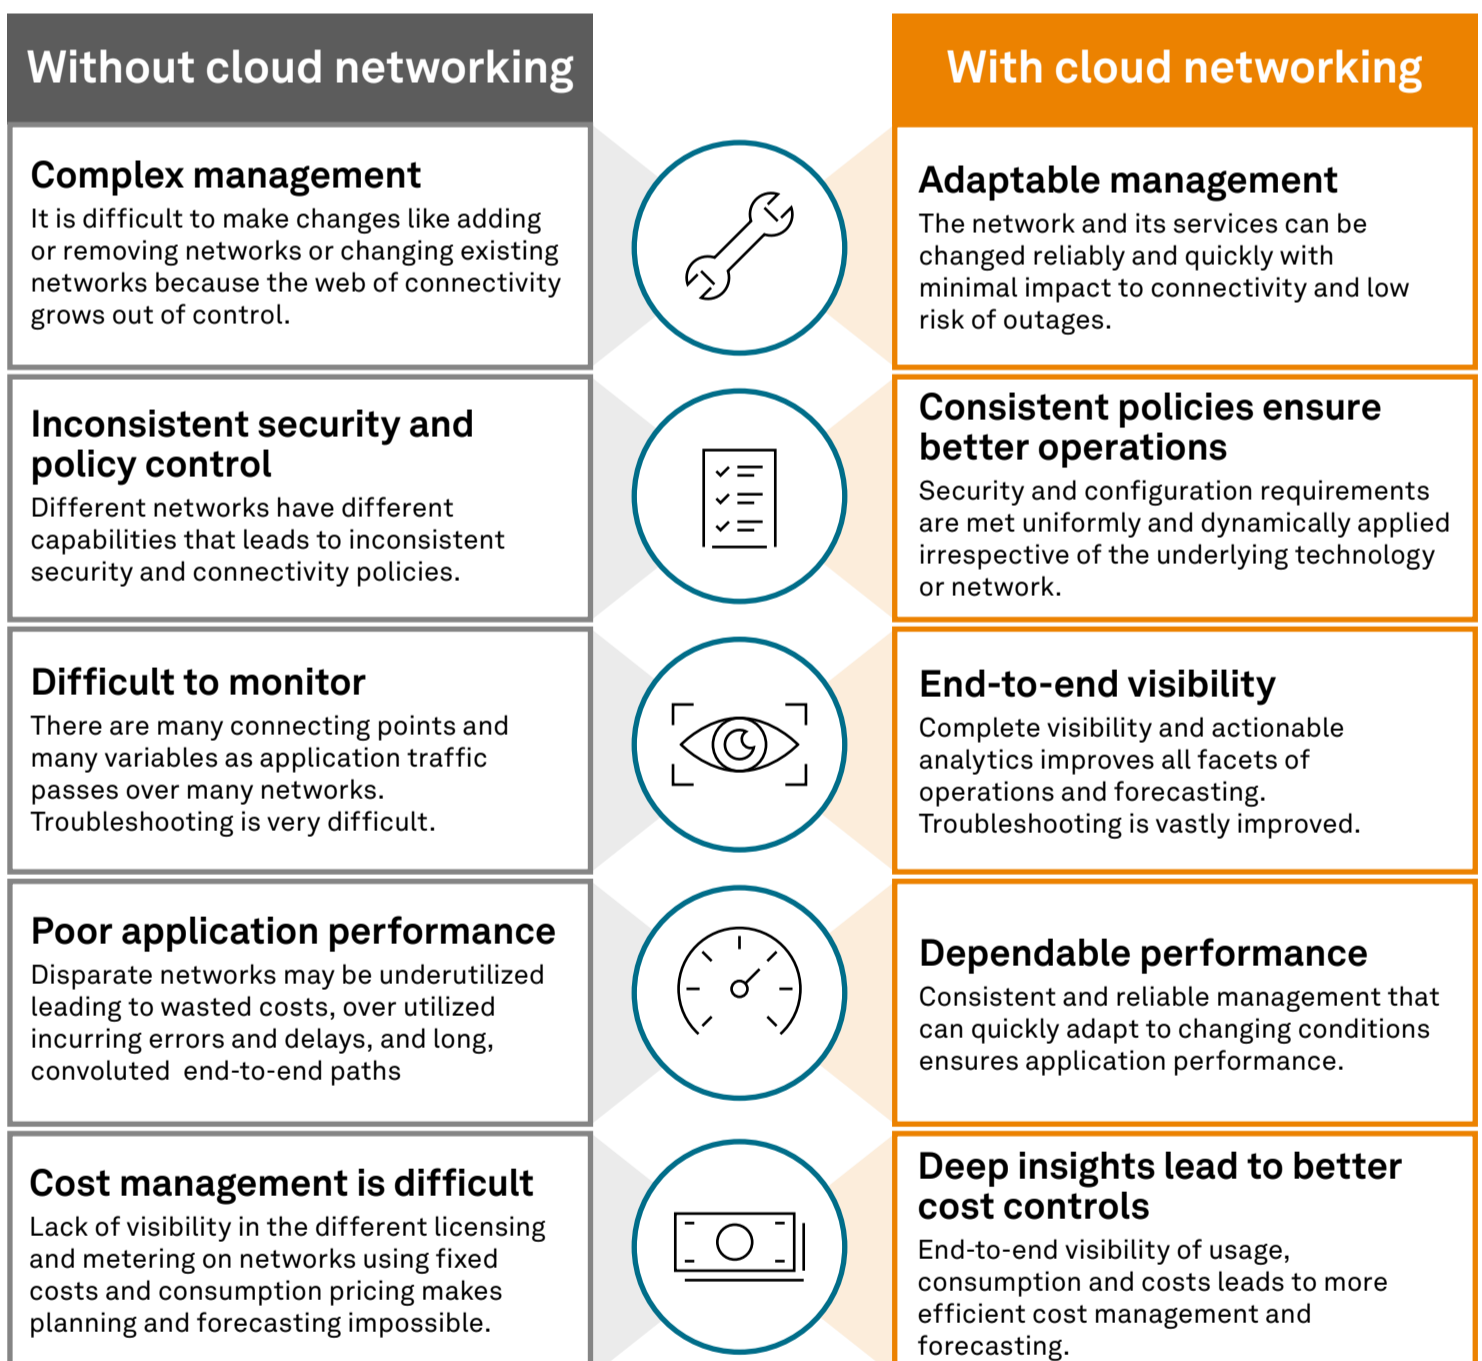 Without cloud networking
With cloud networking
Complex management
It is difficult to make changes like adding
or removing networks or changing existing
networks because the web of connectivity
grows out of control.
Adaptable management
The network and its services can be
changed reliably and quickly with
minimal impact to connectivity and low
risk of outages.
Inconsistent security and
policy control
Different networks have different
capabilities that leads to inconsistent
security and connectivity policies.
Consistent policies ensure
better operations
Security and configuration requirements
are met uniformly and dynamically applied
irrespective of the underlying technology
or network.
Difficult to monitor
There are many connecting points and
many variables as application traffic
passes over many networks.
Troubleshooting is very difficult.
End-to-end visibility
Complete visibility and actionable
analytics improves all facets of
operations and forecasting.
Troubleshooting is vastly improved.
Poor application performance
Disparate networks may be underutilized
leading to wasted costs, over utilized
incurring errors and delays, and long,
convoluted  end-to-end paths
Dependable performance
Consistent and reliable management that
can quickly adapt to changing conditions
ensures application performance.
Cost management is difficult
Lack of visibility in the different licensing
and metering on networks using fixed
costs and consumption pricing makes
planning and forecasting impossible.
Deep insights lead to better
cost controls
End-to-end visibility of usage,
consumption and costs leads to more
efficient cost management and
forecasting.